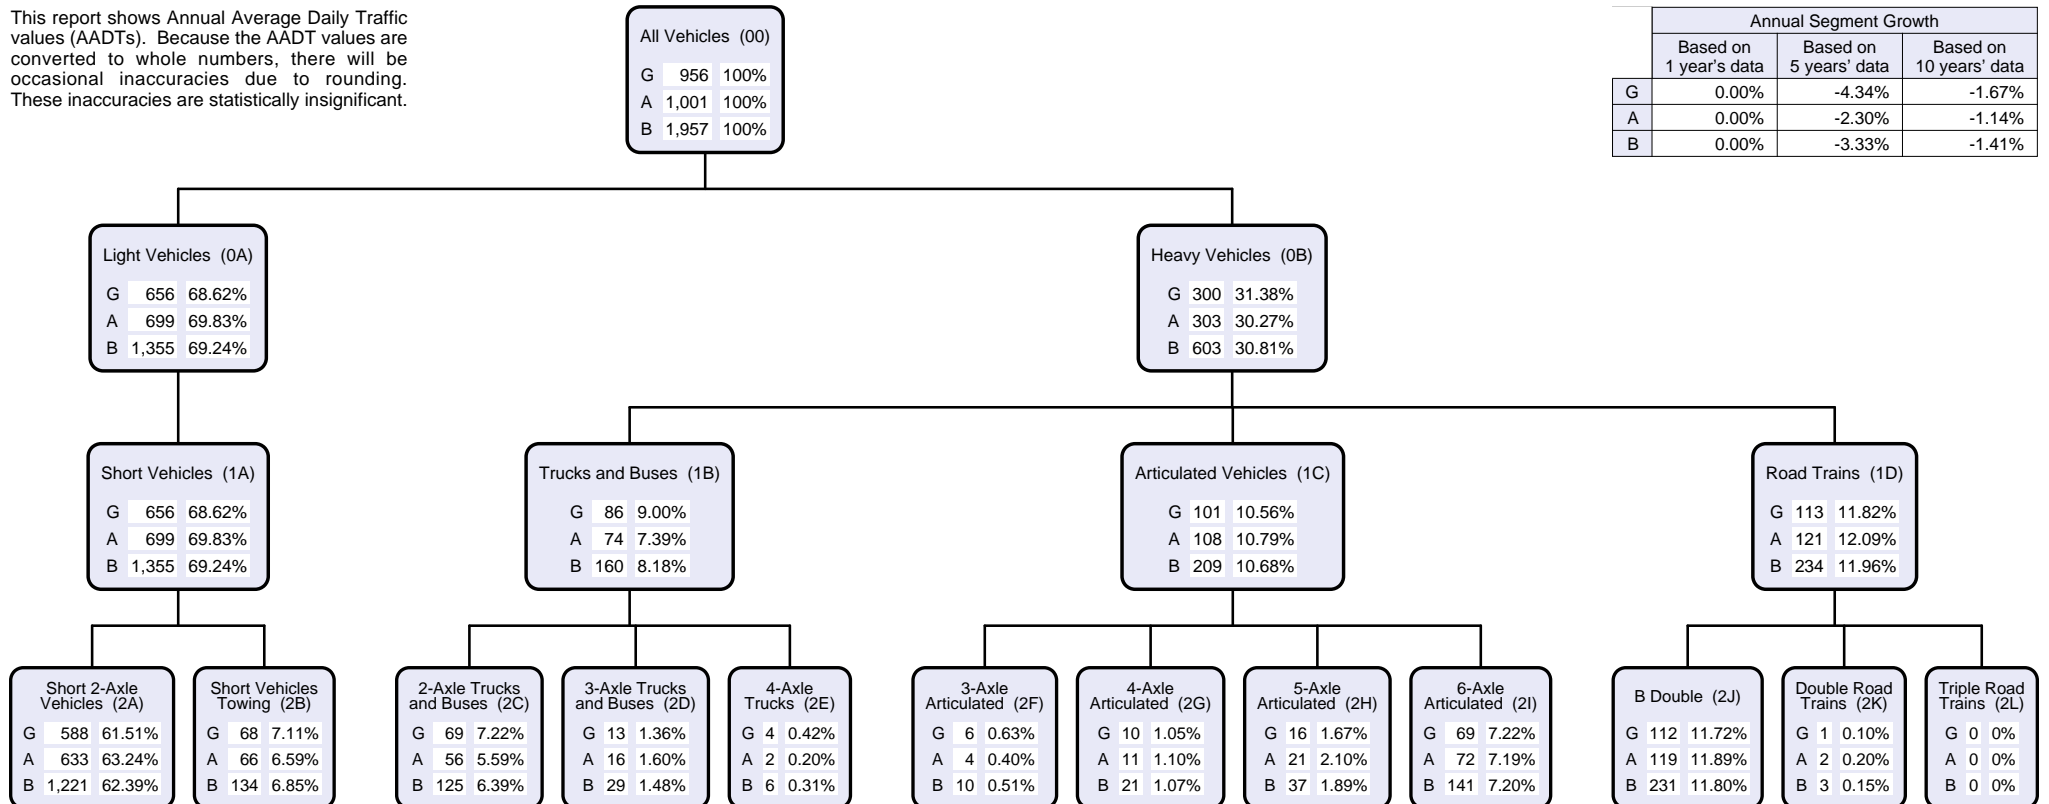 This report shows Annual Average Daily Traffic
values (AADTs). Because the AADT values are
converted to whole numbers, there will be
occasional inaccuracies due to rounding.
These inaccuracies are statistically insignificant.
All Vehicles (00)
G 956 100%
A 1,001 100%
B 1,957 100%
Annual Segment Growth
Based on 1 year's data Based on 5 years' data Based on 10 years' data
G 0.00% -4.34% -1.67%
A 0.00% -2.30% -1.14%
B 0.00% -3.33% -1.41%
Light Vehicles (0A)
G 656 68.62%
A 699 69.83%
B 1,355 69.24%
Heavy Vehicles (0B)
G 300 31.38%
A 303 30.27%
B 603 30.81%
Short Vehicles (1A)
G 656 68.62%
A 699 69.83%
B 1,355 69.24%
Trucks and Buses (1B)
G 86 9.00%
A 74 7.39%
B 160 8.18%
Articulated Vehicles (1C)
G 101 10.56%
A 108 10.79%
B 209 10.68%
Road Trains (1D)
G 113 11.82%
A 121 12.09%
B 234 11.96%
Short 2-Axle
Vehicles (2A)
G 588 61.51%
A 633 63.24%
B 1,221 62.39%
Short Vehicles
Towing (2B)
G 68 7.11%
A 66 6.59%
B 134 6.85%
2-Axle Trucks
and Buses (2C)
G 69 7.22%
A 56 5.59%
B 125 6.39%
3-Axle Trucks
and Buses (2D)
G 13 1.36%
A 16 1.60%
B 29 1.48%
4-Axle
Trucks (2E)
G 4 0.42%
A 2 0.20%
B 6 0.31%
3-Axle
Articulated (2F)
G 6 0.63%
A 4 0.40%
B 10 0.51%
4-Axle
Articulated (2G)
G 10 1.05%
A 11 1.10%
B 21 1.07%
5-Axle
Articulated (2H)
G 16 1.67%
A 21 2.10%
B 37 1.89%
6-Axle
Articulated (2I)
G 69 7.22%
A 72 7.19%
B 141 7.20%
B Double (2J)
G 112 11.72%
A 119 11.89%
B 231 11.80%
Double Road
Trains (2K)
G 1 0.10%
A 2 0.20%
B 3 0.15%
Triple Road
Trains (2L)
G 0 0%
A 0 0%
B 0 0%